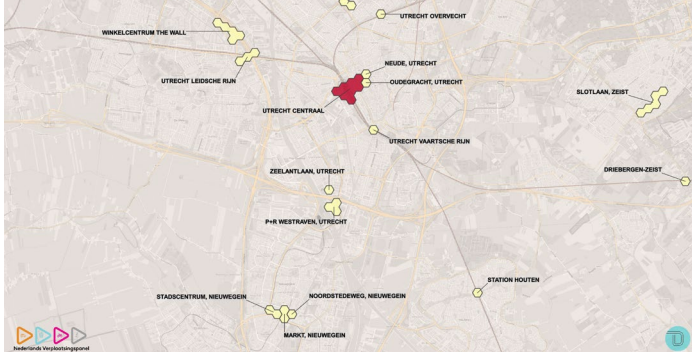 UTRECHT OVERVECHT
WINKELCENTRUM THE WALL
NEUDE, UTRECHT
UTRECHT LEIDSCHE RIJN
OUDEGRACHT, UTRECHT
SLOTLAAN, ZEIST
UTRECHT CENTRAAL
UTRECHT VAARTSCHE RIJN
ZEELANTLAAN, UTRECHT
DRIEBERGEN-ZEIST
P+R WESTRAVEN, UTRECHT
STATION HOUTEN
STADSCENTRUM, NIEUWEGEIN
NOORDSTEDEWEG, NIEUWEGEIN
MARKT, NIEUWEGEIN
Nederlands Verplaatsingspanel